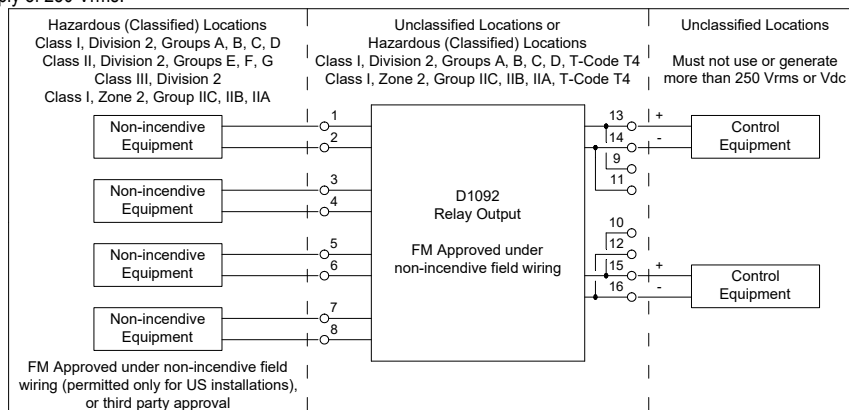 Hazardous (Classified) Locations
Class I, Division 2, Groups A, B, C, D
Class II, Division 2, Groups E, F, G
Class III, Division 2
Class I, Zone 2, Group IIC, IIB, IIA
Unclassified Locations or
Hazardous (Classified) Locations
Class I, Division 2, Groups A, B, C, D, T-Code T4
Class I, Zone 2, Group IIC, IIB, IIA, T-Code T4
Unclassified Locations
Must not use or generate
more than 250 Vrms or Vdc
Non-incendive
Equipment
1
2
Non-incendive
Equipment
3
4
Non-incendive
Equipment
5
6
Non-incendive
Equipment
7
8
D1092
Relay Output
FM Approved under
non-incendive field wiring
13
+
14
-
9
11
Control
Equipment
10
12
15
+
16
-
Control
Equipment
FM Approved under non-incendive field
wiring (permitted only for US installations),
or third party approval